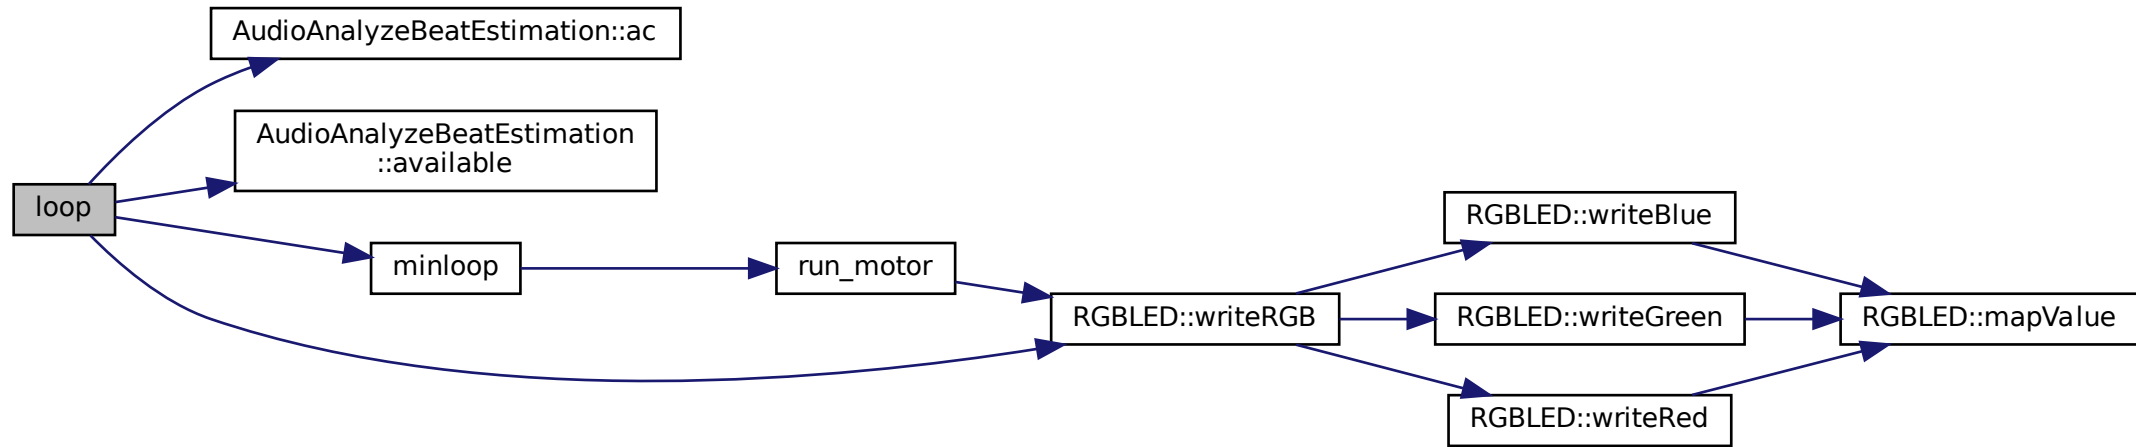 AudioAnalyzeBeatEstimation::ac
AudioAnalyzeBeatEstimation
::available
loop
minloop
run_motor
RGBLED::writeRGB
RGBLED::writeBlue
RGBLED::writeGreen
RGBLED::writeRed
RGBLED::mapValue